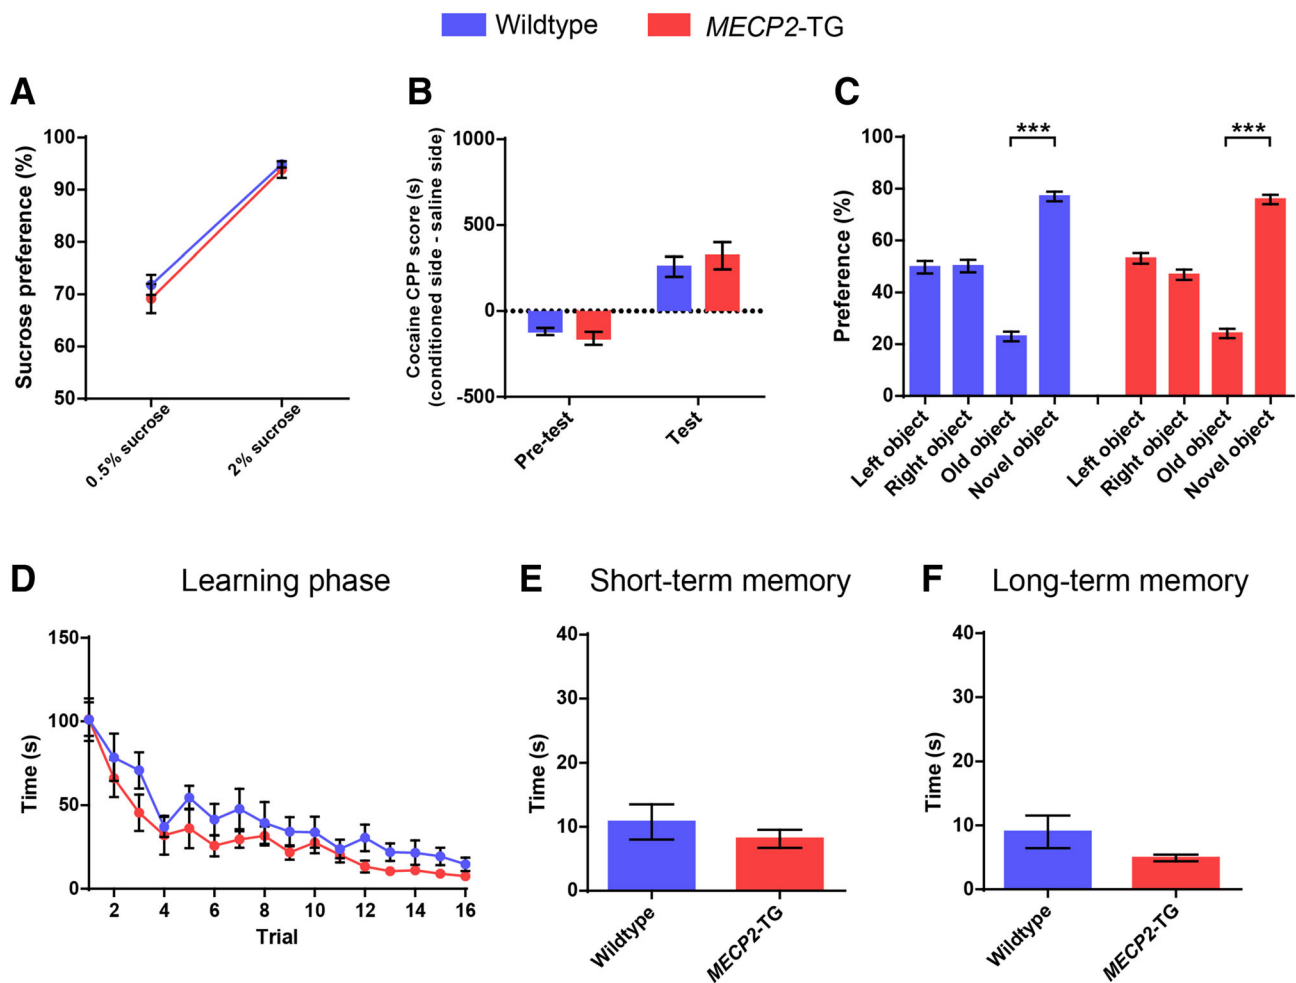 Wildtype MECP2-TG
A
Sucrose preference (%)
100
90
80
70
60
50
0.5% sucrose
2% sucrose
B
Cocaine CPP score (s)
(conditioned side - saline side)
1000
500
0
-500
Pre-test
Test
C
Preference (%)
100
80
60
40
20
0
***
***
Left object
Right object
Old object
Novel object
Left object
Right object
Old object
Novel object
D Learning phase
Time (s)
150
100
50
0
2 4 6 8 10 12 14 16
Trial
E Short-term memory
Time (s)
40
30
20
10
0
Wildtype
MECP2-TG
F Long-term memory
Time (s)
40
30
20
10
0
Wildtype
MECP2-TG